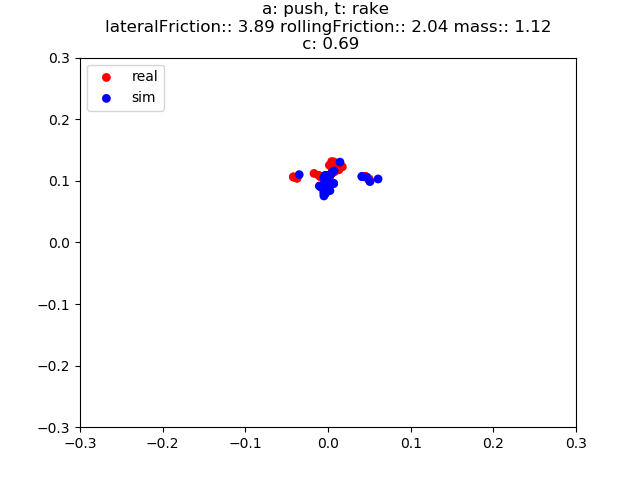 a: push, t: rake
lateralFriction:: 3.89 rollingFriction:: 2.04 mass:: 1.12
c: 0.69
real
sim
0.3
0.2
0.1
0.0
−0.1
−0.2
−0.3
−0.3 −0.2 −0.1 0.0 0.1 0.2 0.3